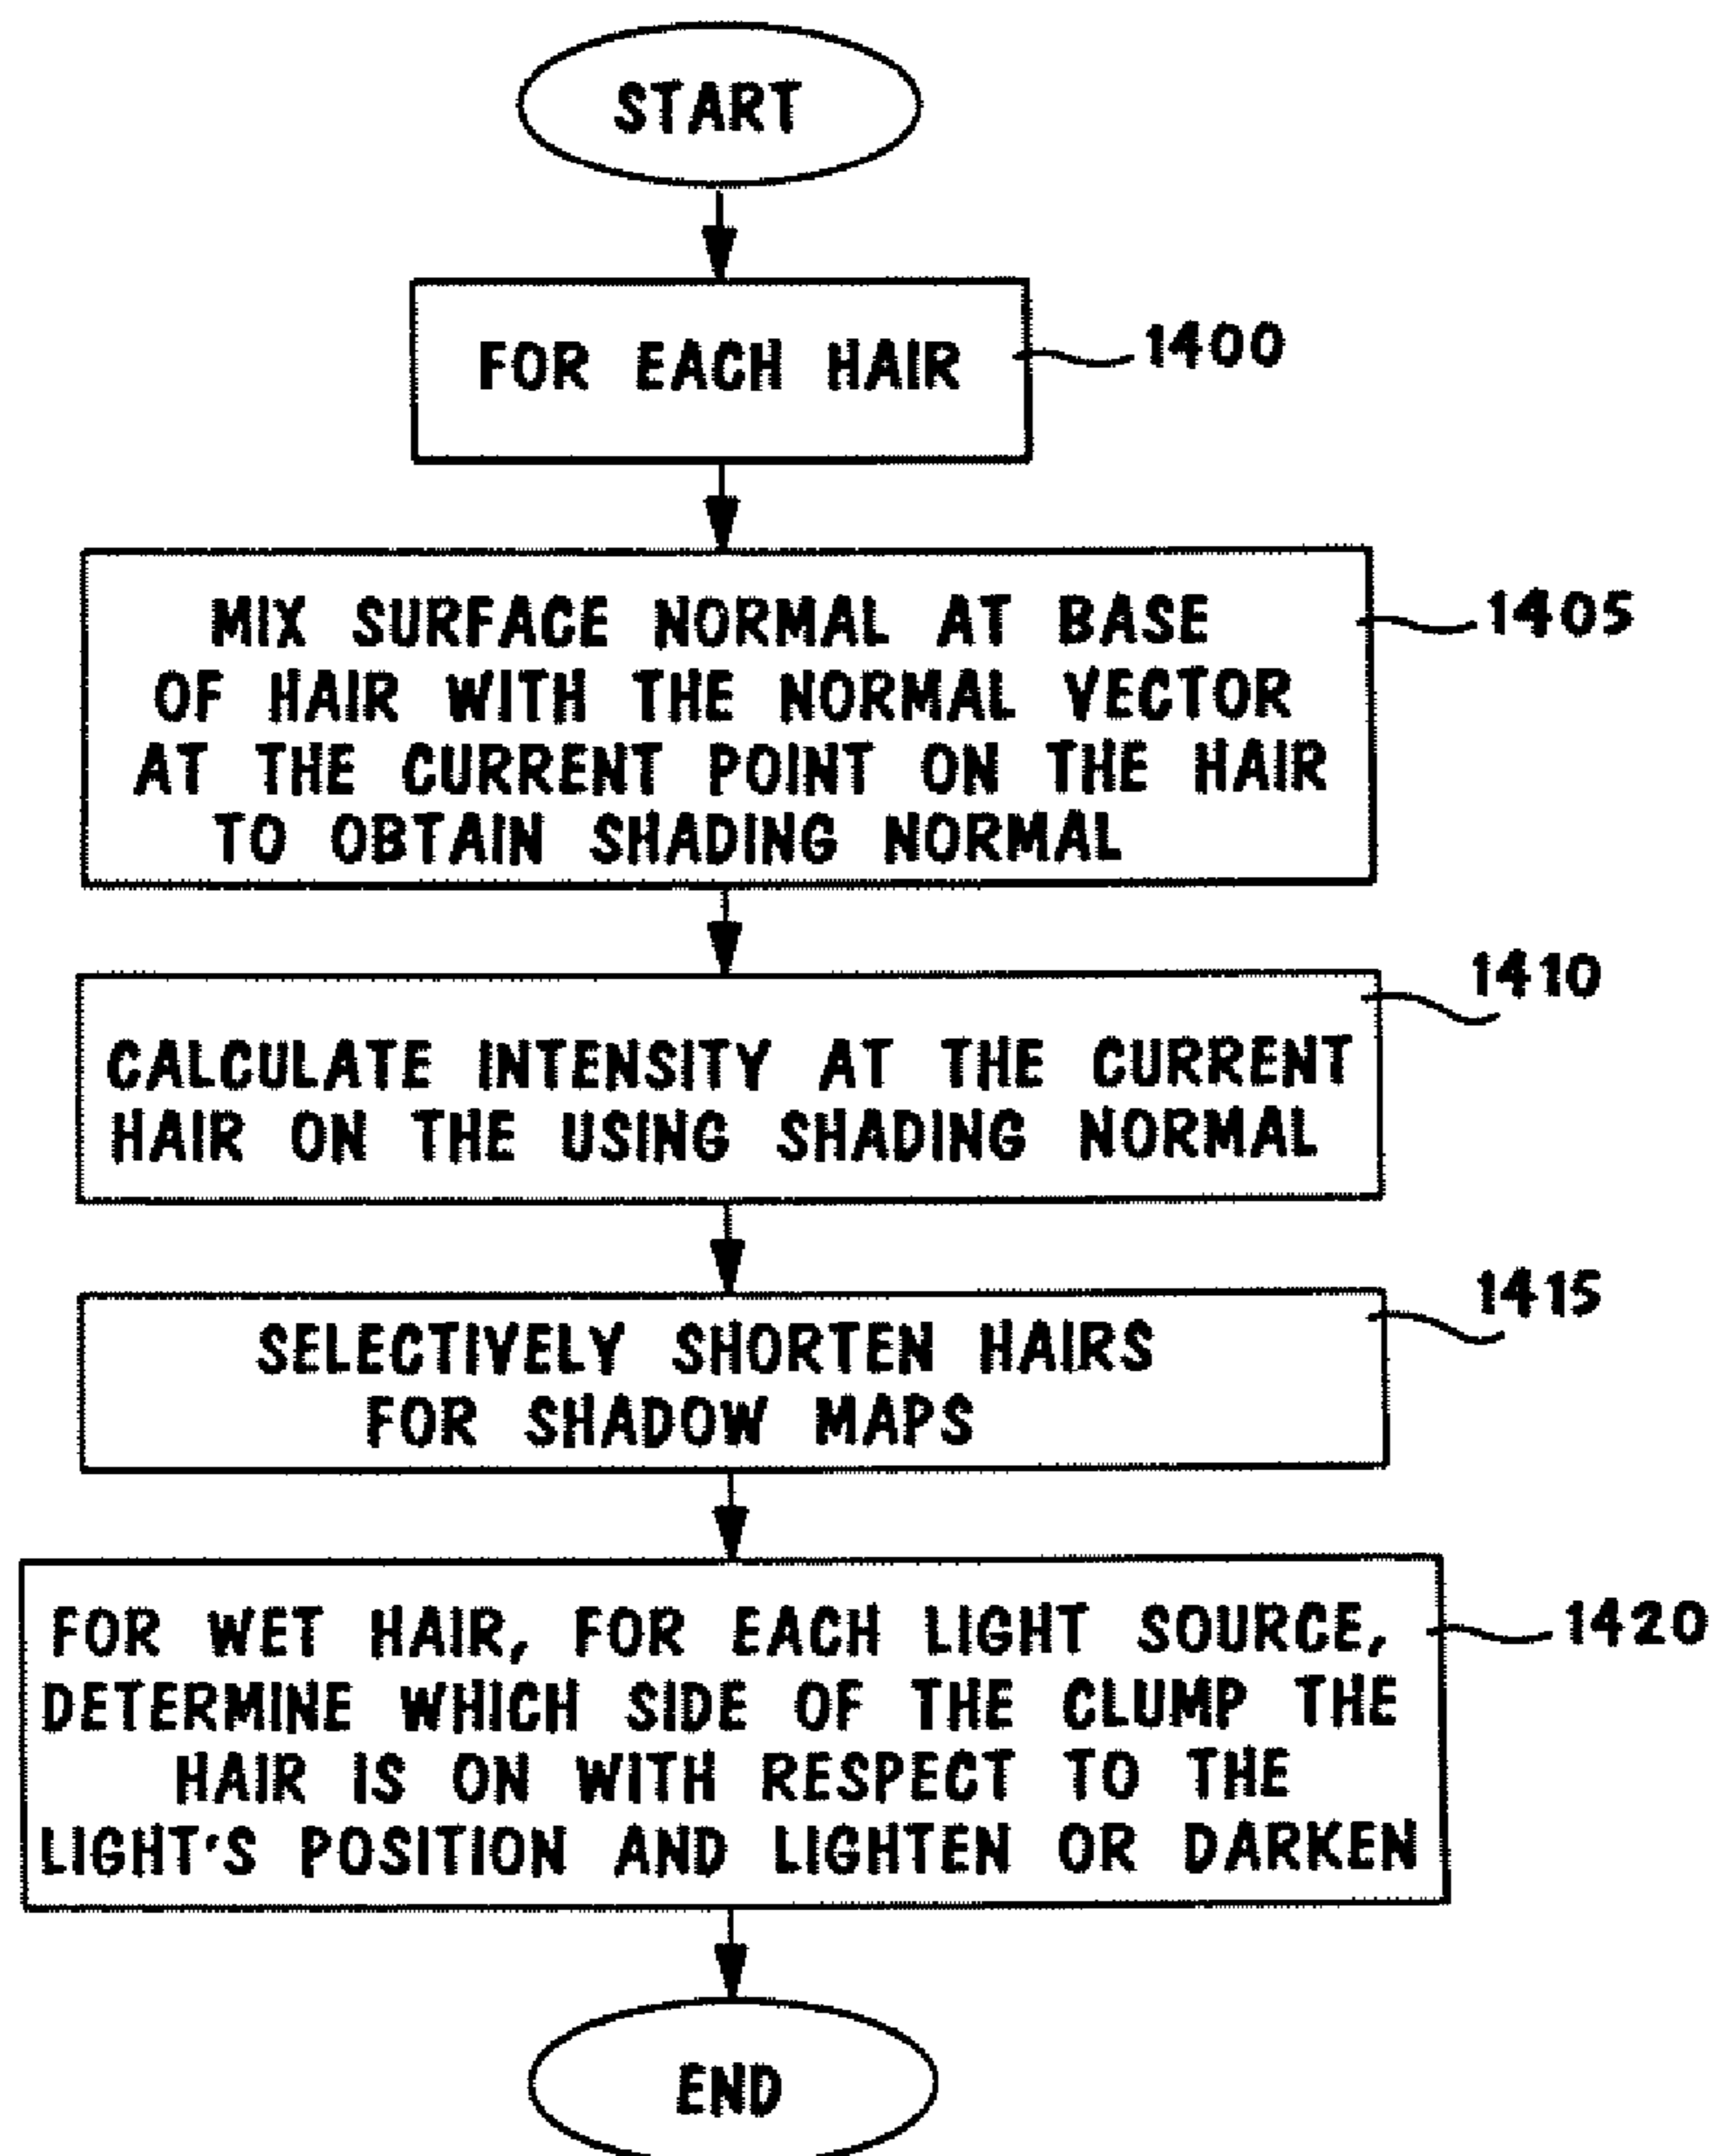 START
FOR EACH HAIR
1400
MIX SURFACE NORMAL AT BASE
OF HAIR WITH THE NORMAL VECTOR
AT THE CURRENT POINT ON THE HAIR
TO OBTAIN SHADING NORMAL
1405
CALCULATE INTENSITY AT THE CURRENT
HAIR ON THE USING SHADING NORMAL
1410
SELECTIVELY SHORTEN HAIRS
FOR SHADOW MAPS
1415
FOR WET HAIR, FOR EACH LIGHT SOURCE,
DETERMINE WHICH SIDE OF THE CLUMP THE
HAIR IS ON WITH RESPECT TO THE
LIGHT'S POSITION AND LIGHTEN OR DARKEN
1420
END